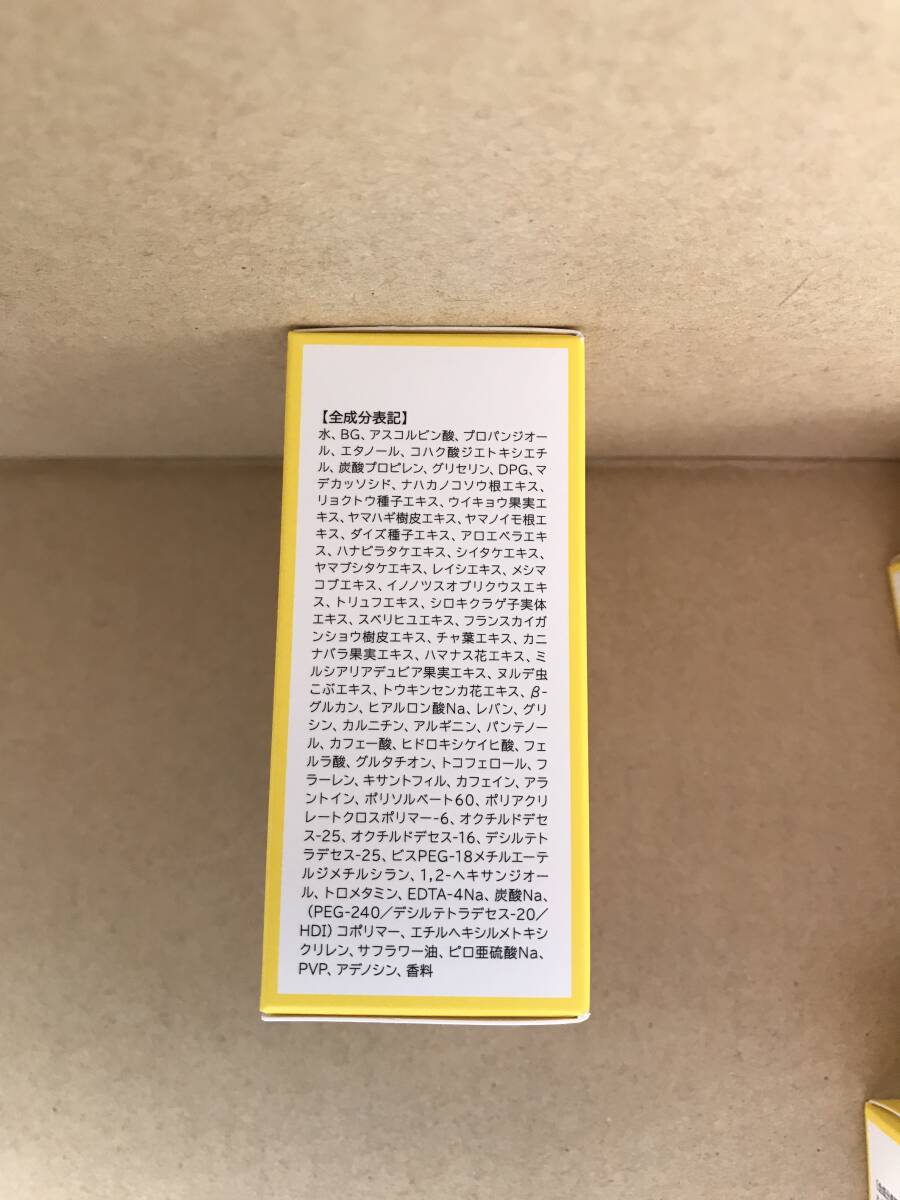 【全成分表記】
水、BG、アスコルビン酸、プロパンジオー
ル、エタノール、コハク酸ジエトキシエチ
ル、炭酸プロピレン、グリセリン、DPG、マ
デカッソシド、ナハカノコソウ根エキス、
リョクトウ種子エキス、ウイキョウ果実エ
キス、ヤマハギ樹皮エキス、ヤマノイモ根エ
キス、ダイズ種子エキス、アロエベラエキ
ス、ハナビラタケエキス、シイタケエキス、
ヤマブシタケエキス、レイシエキス、メシマ
コブエキス、イノノツスオブリクウスエキ
ス、トリュフエキス、シロキクラゲ子実体
エキス、スベリヒユエキス、フランスカイガ
ンショウ樹皮エキス、チャ葉エキス、カニ
ナバラ果実エキス、ハマナス花エキス、ミ
ルシアリアデュビア果実エキス、ヌルデ虫
こぶエキス、トウキンセンカ花エキス、β-
グルカン、ヒアルロン酸Na、レバン、グリ
シン、カルニチン、アルギニン、パンテノー
ル、カフェー酸、ヒドロキシケイヒ酸、フェ
ルラ酸、グルタチオン、トコフェロール、フ
ラーレン、キサントフィル、カフェイン、アラ
ントイン、ポリソルベート60、ポリアクリ
レートクロスポリマー-6、オクチルドデセ
ス-25、オクチルドデセス-16、デシルテト
ラデセス-25、ビスPEG-18メチルエーテ
ルジメチルシラン、1,2-ヘキサンジオー
ル、トロメタミン、EDTA-4Na、炭酸Na、
(PEG-240/デシルテトラデセス-20/
HDI)コポリマー、エチルヘキシルメトキシ
クリレン、サフラワー油、ピロ亜硫酸Na、
PVP、アデノシン、香料